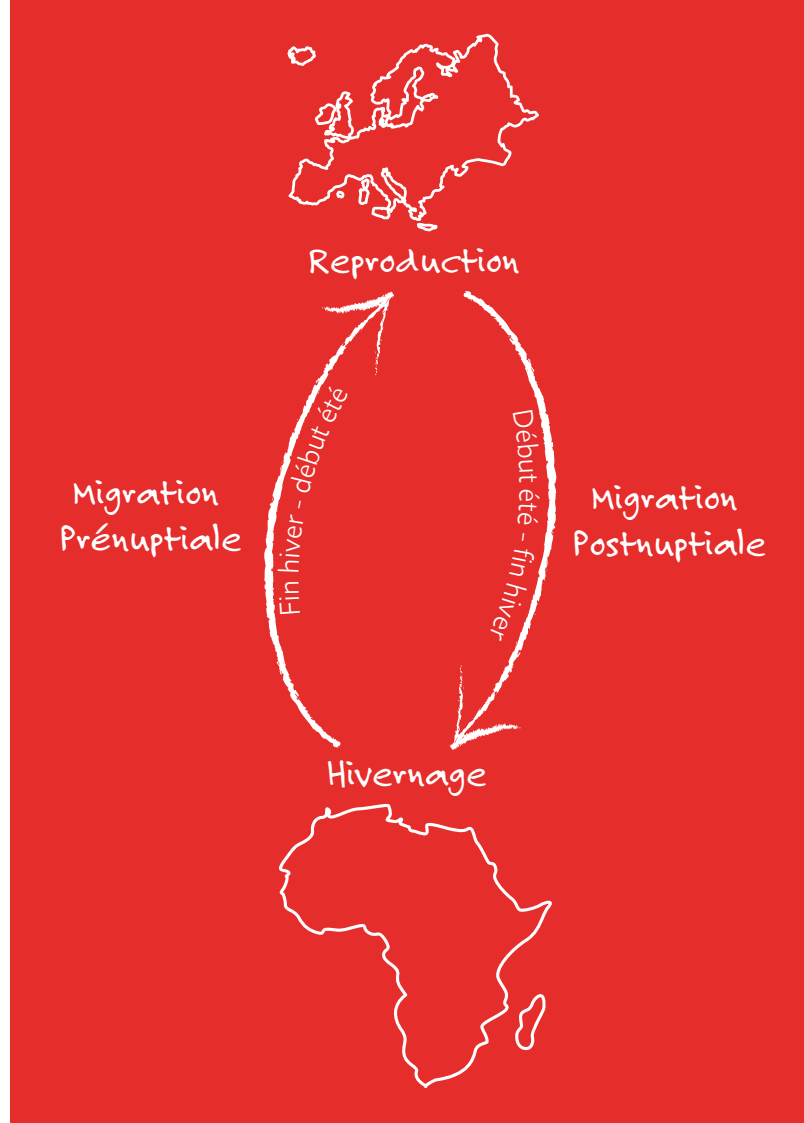 Reproduction
Fin hiver - début été
Début été - fin hiver
Migration
Prénuptiale
Migration
Postnuptiale
Hivernage